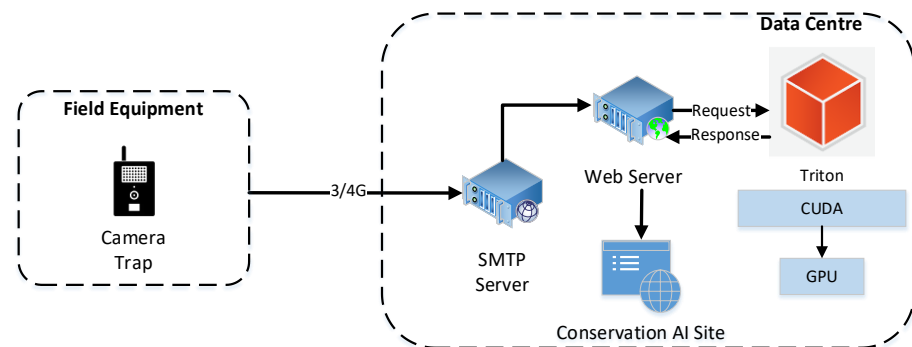 Data Centre
Field Equipment
Request
Response
3/4G
Web Server
Triton
Camera
Trap
CUDA
SMTP
Server
GPU
Conservation AI Site